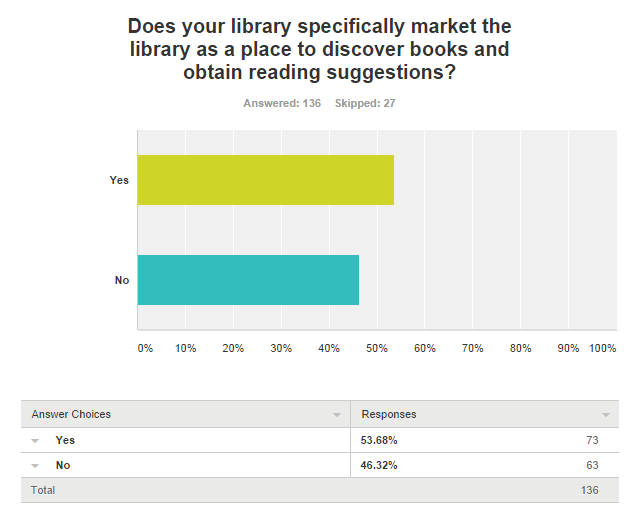 Does your library specifically market the
library as a place to discover books and
obtain reading suggestions?
Answered: 136 Skipped: 27
Yes
No
0% 10% 20% 30% 40% 50% 60% 70% 80% 90% 100%
Answer Choices Responses
Yes 53.68% 73
No 46.32% 63
Total 136